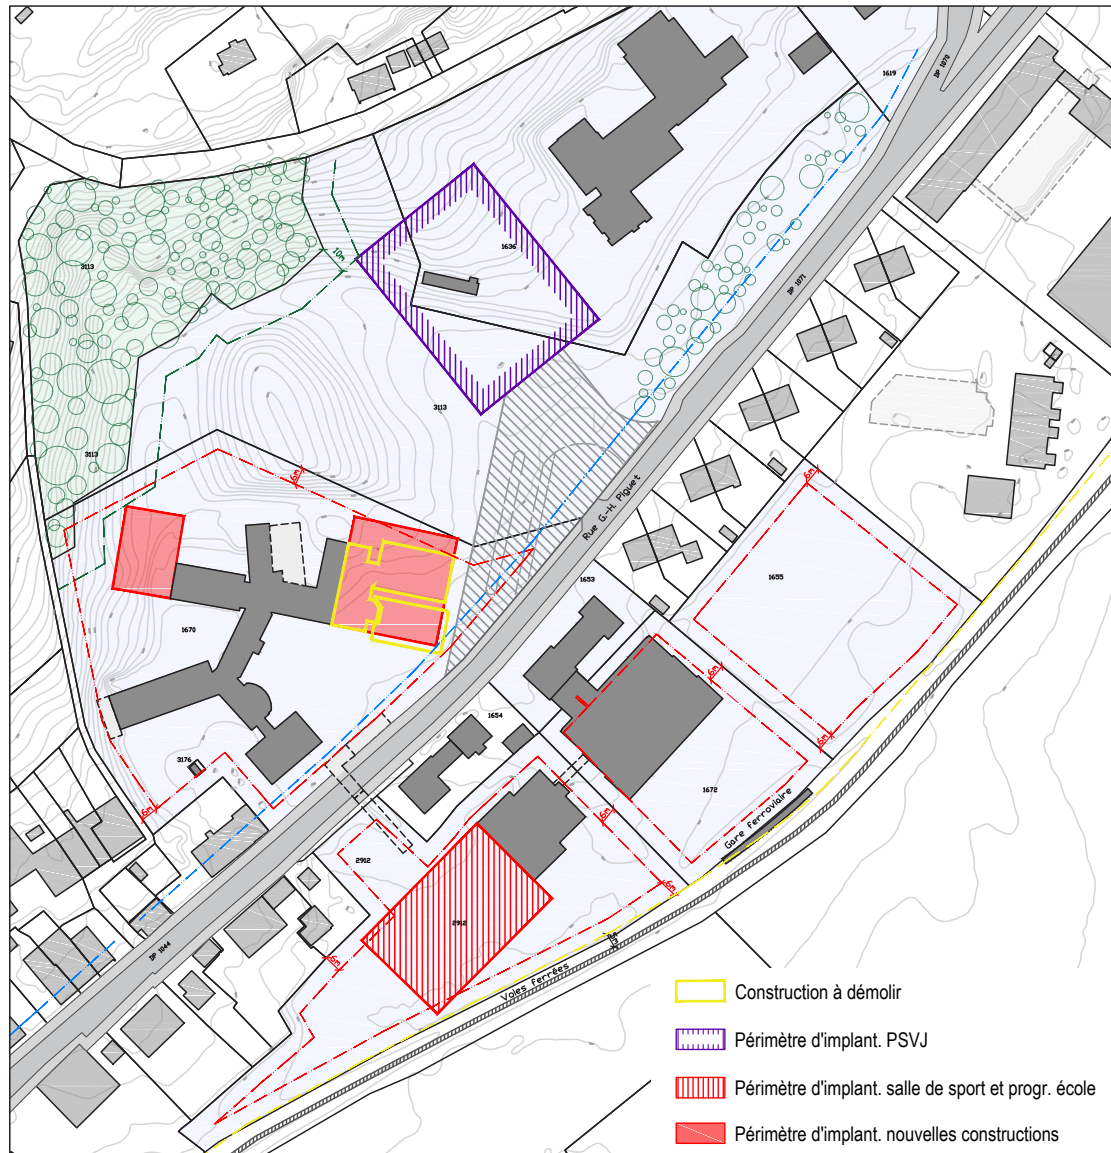 DP 1070
1619
1636
3113
10m
DP 1071
3113
3113
6m
6m
Rue G.-H. Piguet
1653
1655
1670
6m
1654
6m
3176
1672
Gare ferroviaire
6m
6m
2912
6m
2912
DP 1044
6m
Voies ferrées
Construction à démolir
Périmètre d'implant. PSVJ
Périmètre d'implant. salle de sport et progr. école
Périmètre d'implant. nouvelles constructions